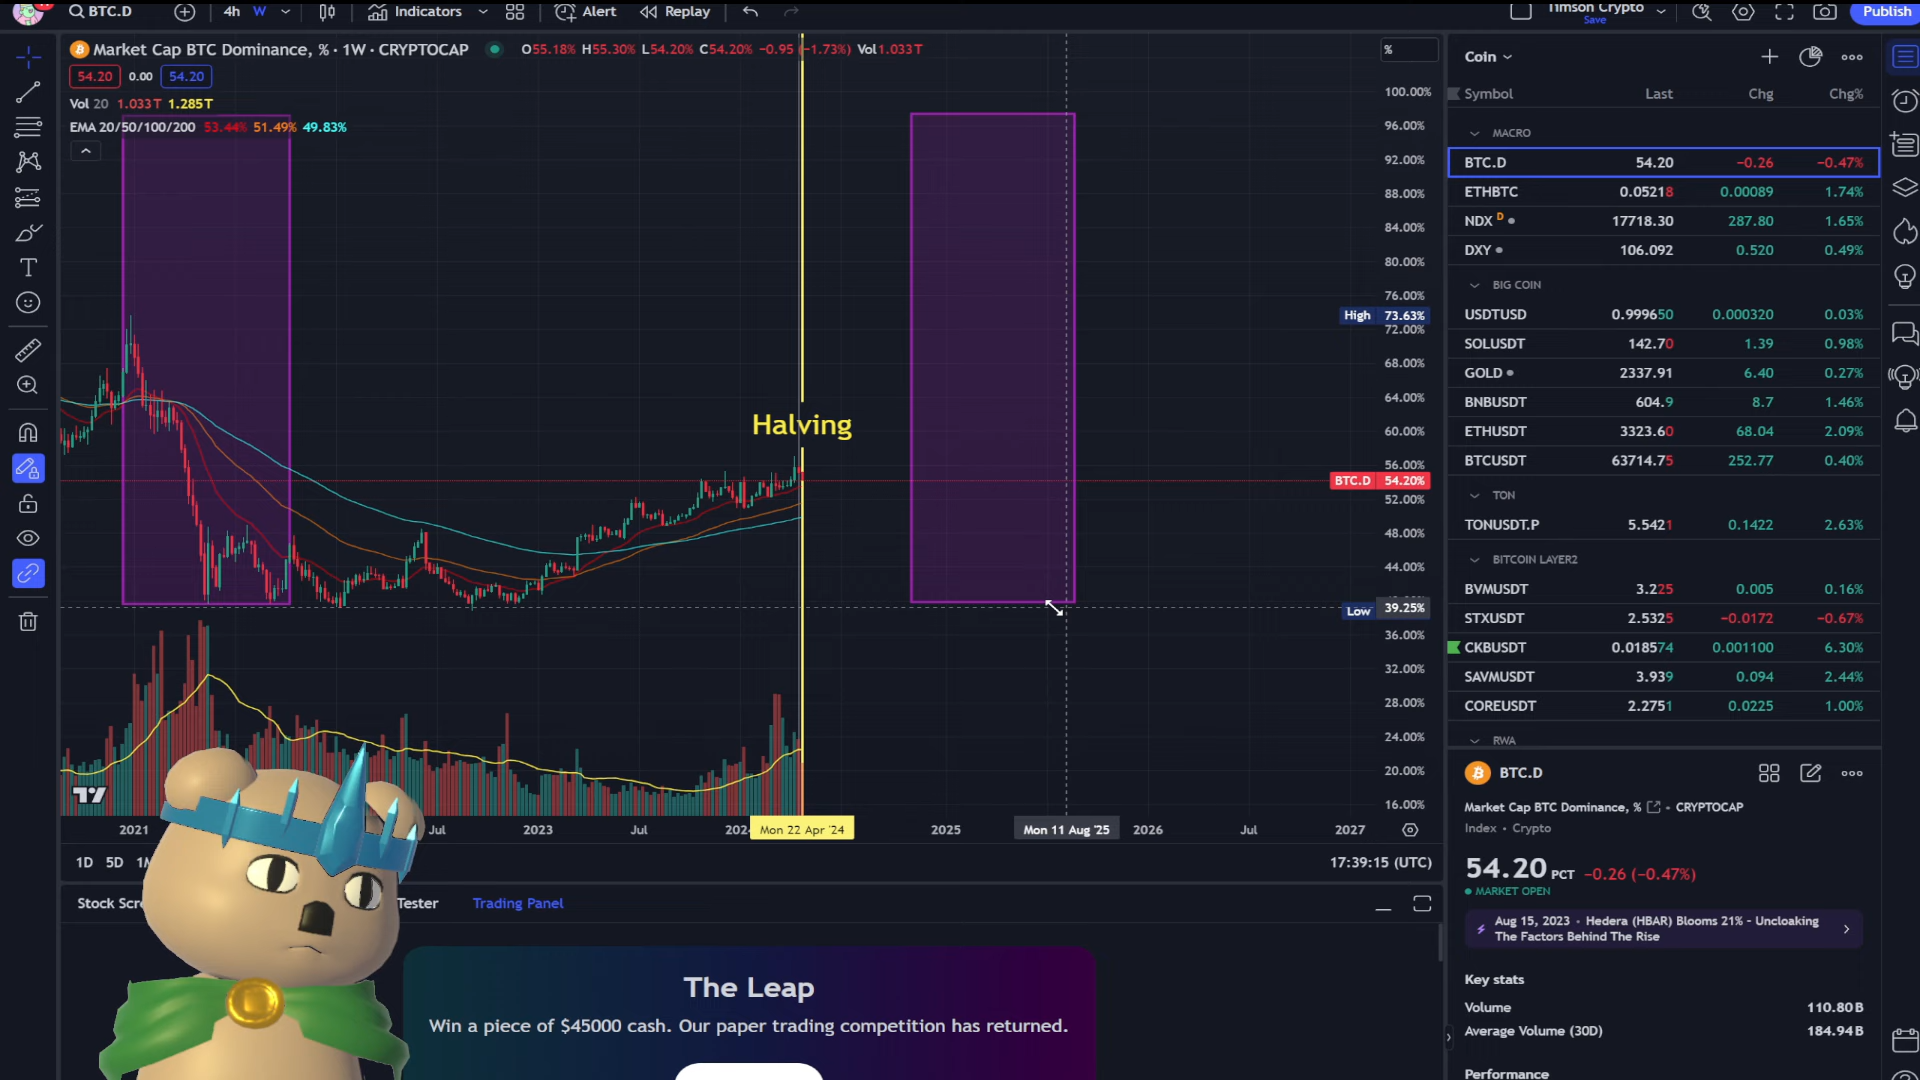 BTC.D
4h W
Indicators
Alert
Replay
Timson Crypto
Save
Publish
Market Cap BTC Dominance, % · 1W · CRYPTOCAP
O55.18% H55.30% L54.20% C54.20% −0.95 (−1.73%) Vol1.033T
54.20 0.00 54.20
Vol 20 1.033T 1.285T
EMA 20/50/100/200 53.44% 51.49% 49.83%
%
100.00%
96.00%
92.00%
88.00%
84.00%
80.00%
76.00%
High 73.63%
72.00%
68.00%
64.00%
60.00%
56.00%
BTC.D 54.20%
52.00%
48.00%
44.00%
Low 39.25%
36.00%
32.00%
28.00%
24.00%
20.00%
16.00%
Halving
2021 Jul 2023 Jul 2024 Mon 22 Apr '24 2025 Mon 11 Aug '25 2026 Jul 2027
1D 5D
17:39:15 (UTC)
Stock Scr
Tester
Trading Panel
The Leap
Win a piece of $45000 cash. Our paper trading competition has returned.
Coin
Symbol Last Chg Chg%
MACRO
BTC.D 54.20 −0.26 −0.47%
ETHBTC 0.05218 0.00089 1.74%
NDX D 17718.30 287.80 1.65%
DXY 106.092 0.520 0.49%
BIG COIN
USDTUSD 0.999650 0.000320 0.03%
SOLUSDT 142.70 1.39 0.98%
GOLD 2337.91 6.40 0.27%
BNBUSDT 604.9 8.7 1.46%
ETHUSDT 3323.60 68.04 2.09%
BTCUSDT 63714.75 252.77 0.40%
TON
TONUSDT.P 5.5421 0.1422 2.63%
BITCOIN LAYER2
BVMUSDT 3.225 0.005 0.16%
STXUSDT 2.5325 −0.0172 −0.67%
CKBUSDT 0.018574 0.001100 6.30%
SAVMUSDT 3.939 0.094 2.44%
COREUSDT 2.2751 0.0225 1.00%
RWA
BTC.D
Market Cap BTC Dominance, % • CRYPTOCAP
Index • Crypto
54.20 PCT −0.26 (−0.47%)
MARKET OPEN
Aug 15, 2023 • Hedera (HBAR) Blooms 21% - Uncloaking
The Factors Behind The Rise
Key stats
Volume 110.80B
Average Volume (30D) 184.94B
Performance